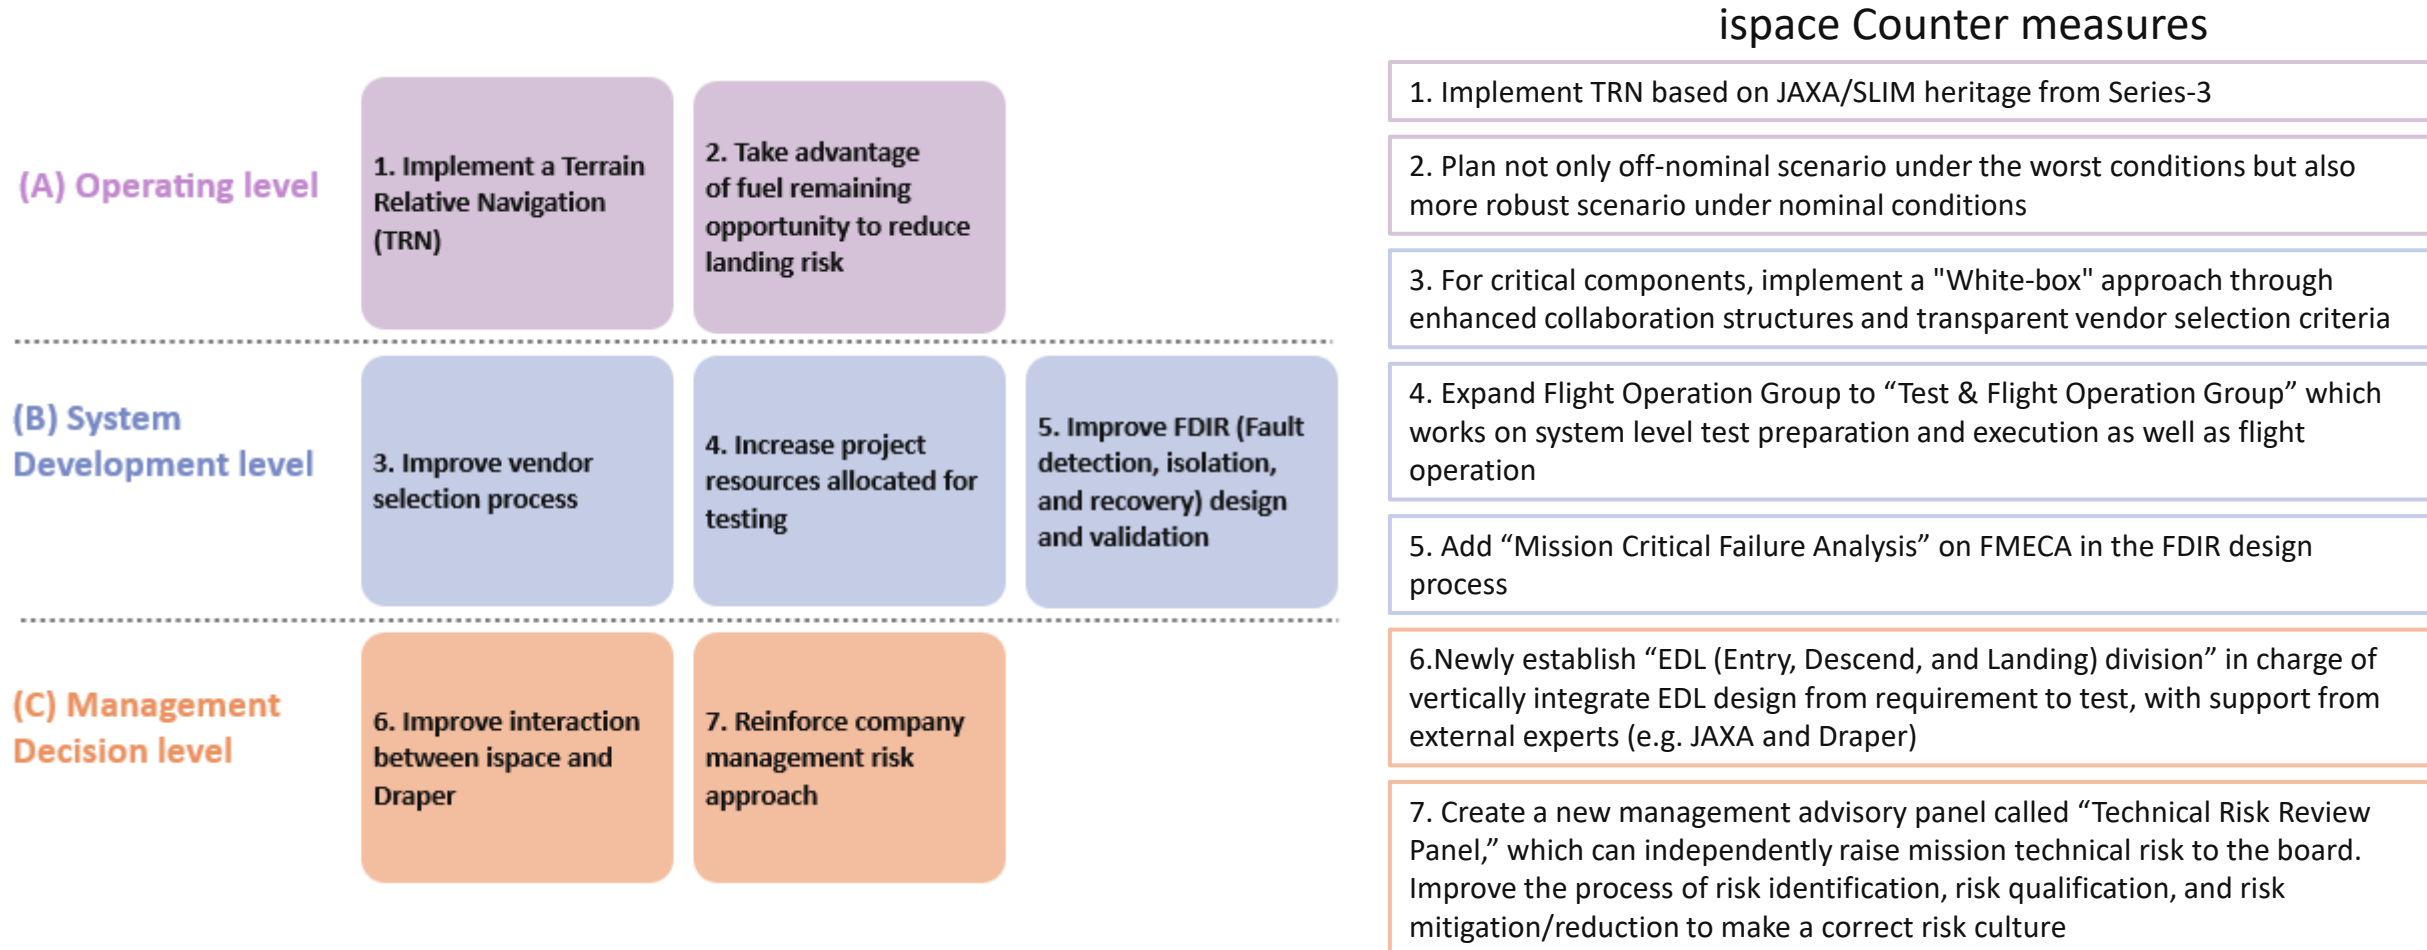 ispace Counter measures
(A) Operating level
1. Implement a Terrain
Relative Navigation
(TRN)
2. Take advantage
of fuel remaining
opportunity to reduce
landing risk
(B) System
Development level
3. Improve vendor
selection process
4. Increase project
resources allocated for
testing
5. Improve FDIR (Fault
detection, isolation,
and recovery) design
and validation
(C) Management
Decision level
6. Improve interaction
between ispace and
Draper
7. Reinforce company
management risk
approach
1. Implement TRN based on JAXA/SLIM heritage from Series-3
2. Plan not only off-nominal scenario under the worst conditions but also
more robust scenario under nominal conditions
3. For critical components, implement a "White-box" approach through
enhanced collaboration structures and transparent vendor selection criteria
4. Expand Flight Operation Group to “Test & Flight Operation Group” which
works on system level test preparation and execution as well as flight
operation
5. Add “Mission Critical Failure Analysis” on FMECA in the FDIR design
process
6.Newly establish “EDL (Entry, Descend, and Landing) division” in charge of
vertically integrate EDL design from requirement to test, with support from
external experts (e.g. JAXA and Draper)
7. Create a new management advisory panel called “Technical Risk Review
Panel,” which can independently raise mission technical risk to the board.
Improve the process of risk identification, risk qualification, and risk
mitigation/reduction to make a correct risk culture